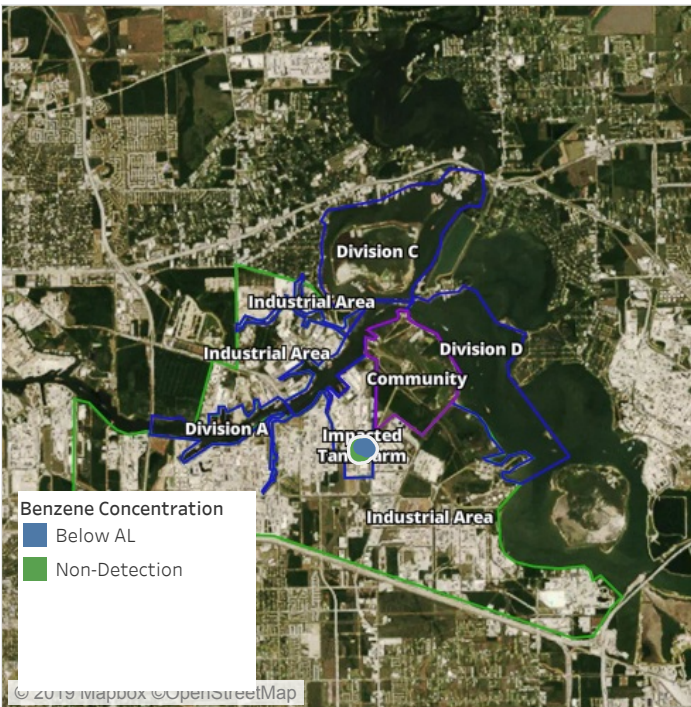 Division C
Industrial Area
Industrial Area
Division D
Community
Division A
Impacted
Tank Farm
Industrial Area
Benzene Concentration
Below AL
Non-Detection
© 2019 Mapbox ©OpenStreetMap